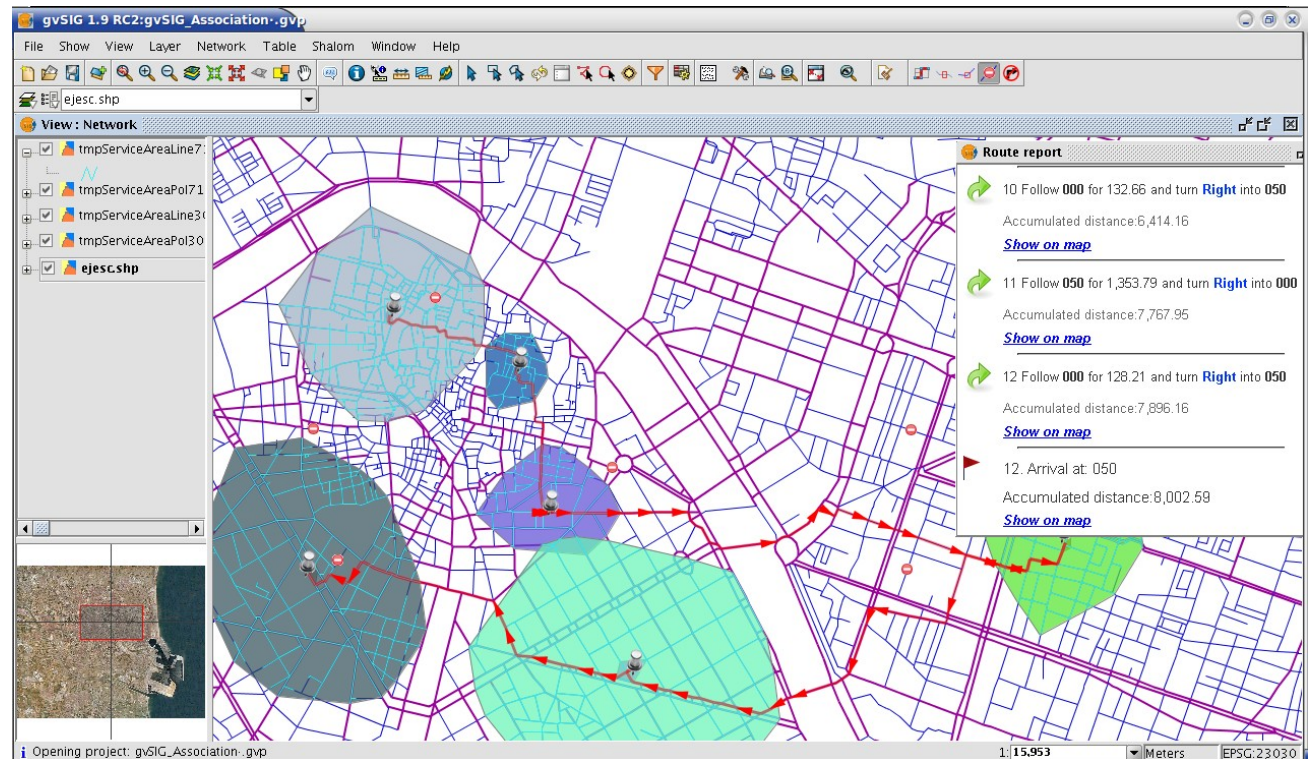 gvSIG 1.9 RC2:gvSIG_Association·.gvp
File Show View Layer Network Table Shalom Window Help
ejesc.shp
View : Network
tmpServiceAreaLine7
tmpServiceAreaPol71
tmpServiceAreaLine30
tmpServiceAreaPol30
ejesc.shp
Route report
10 Follow 000 for 132.66 and turn Right into 050
Accumulated distance:6,414.16
Show on map
11 Follow 050 for 1,353.79 and turn Right into 000
Accumulated distance:7,767.95
Show on map
12 Follow 000 for 128.21 and turn Right into 050
Accumulated distance:7,896.16
Show on map
12. Arrival at: 050
Accumulated distance:8,002.59
Show on map
Opening project: gvSIG_Association·.gvp
1: 15,953
Meters
EPSG:23030